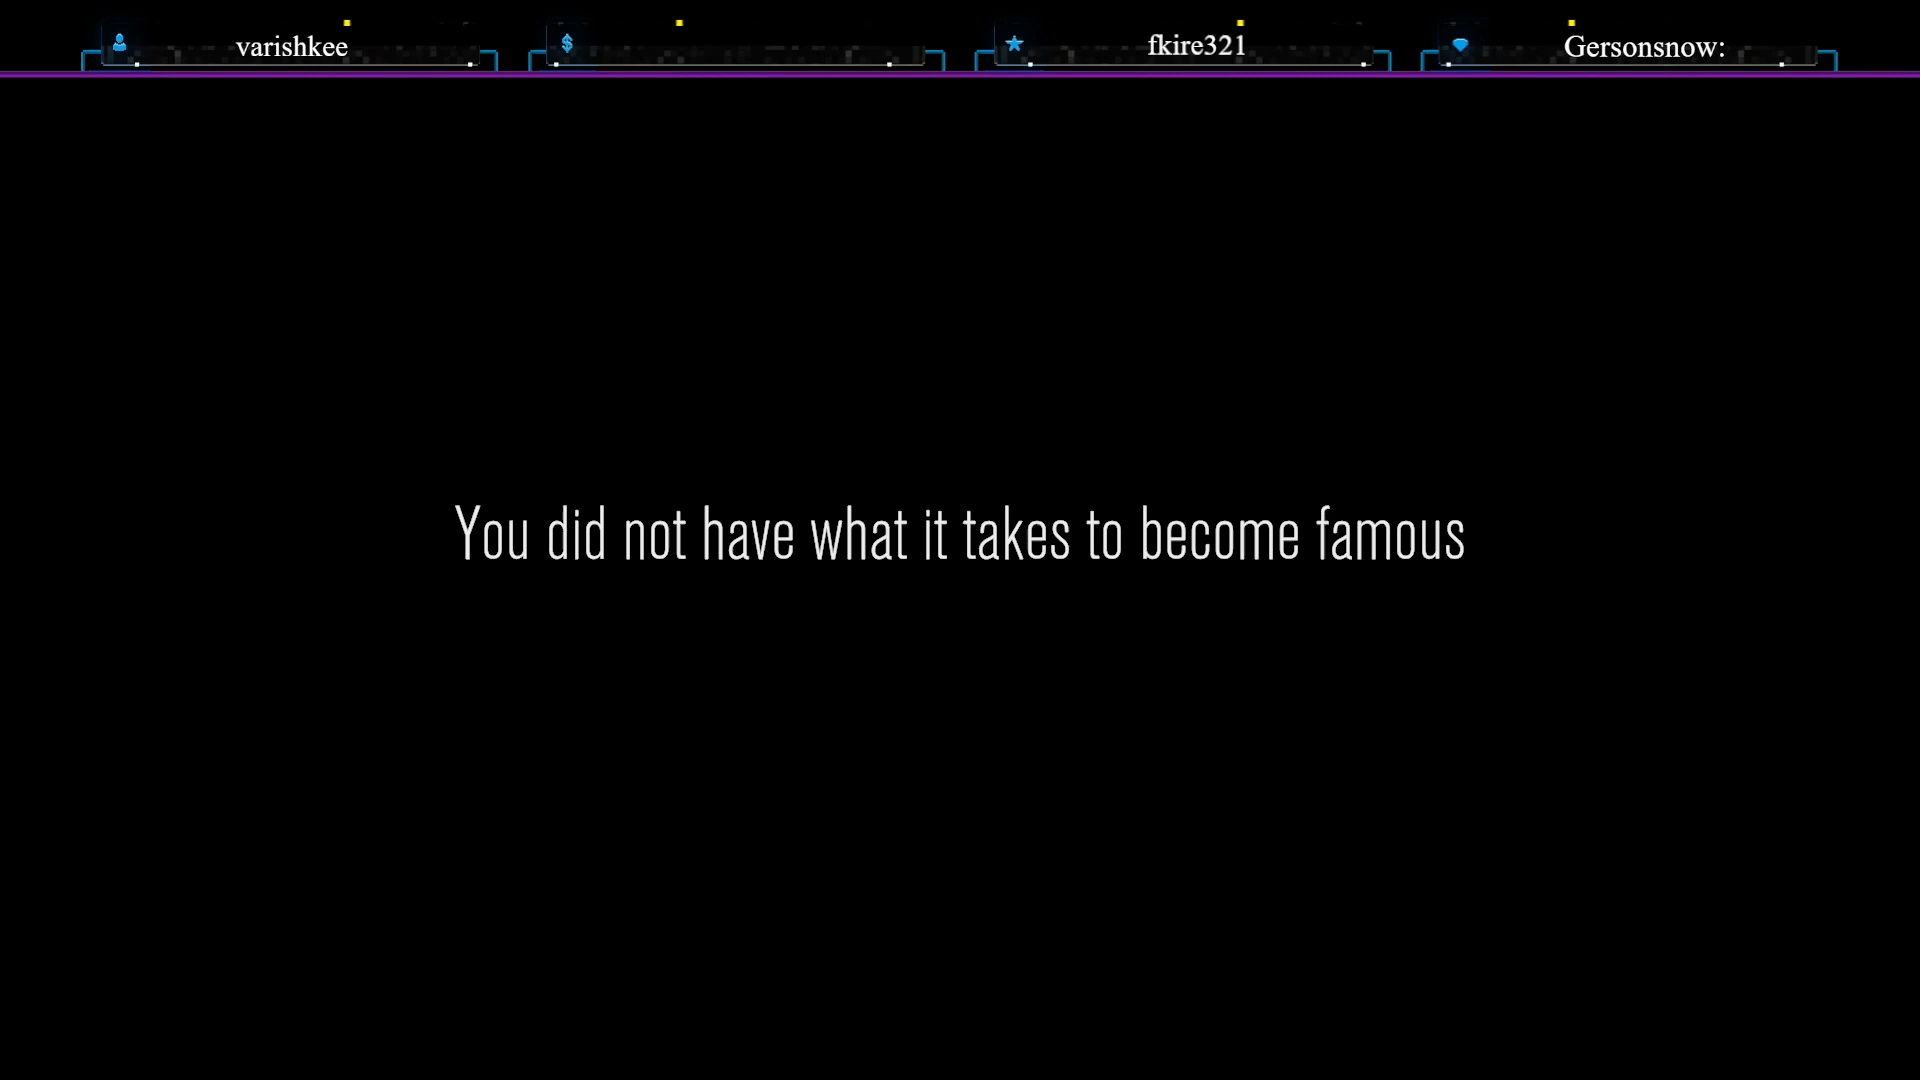 varishkee
$
fkire321
Gersonsnow:
You did not have what it takes to become famous